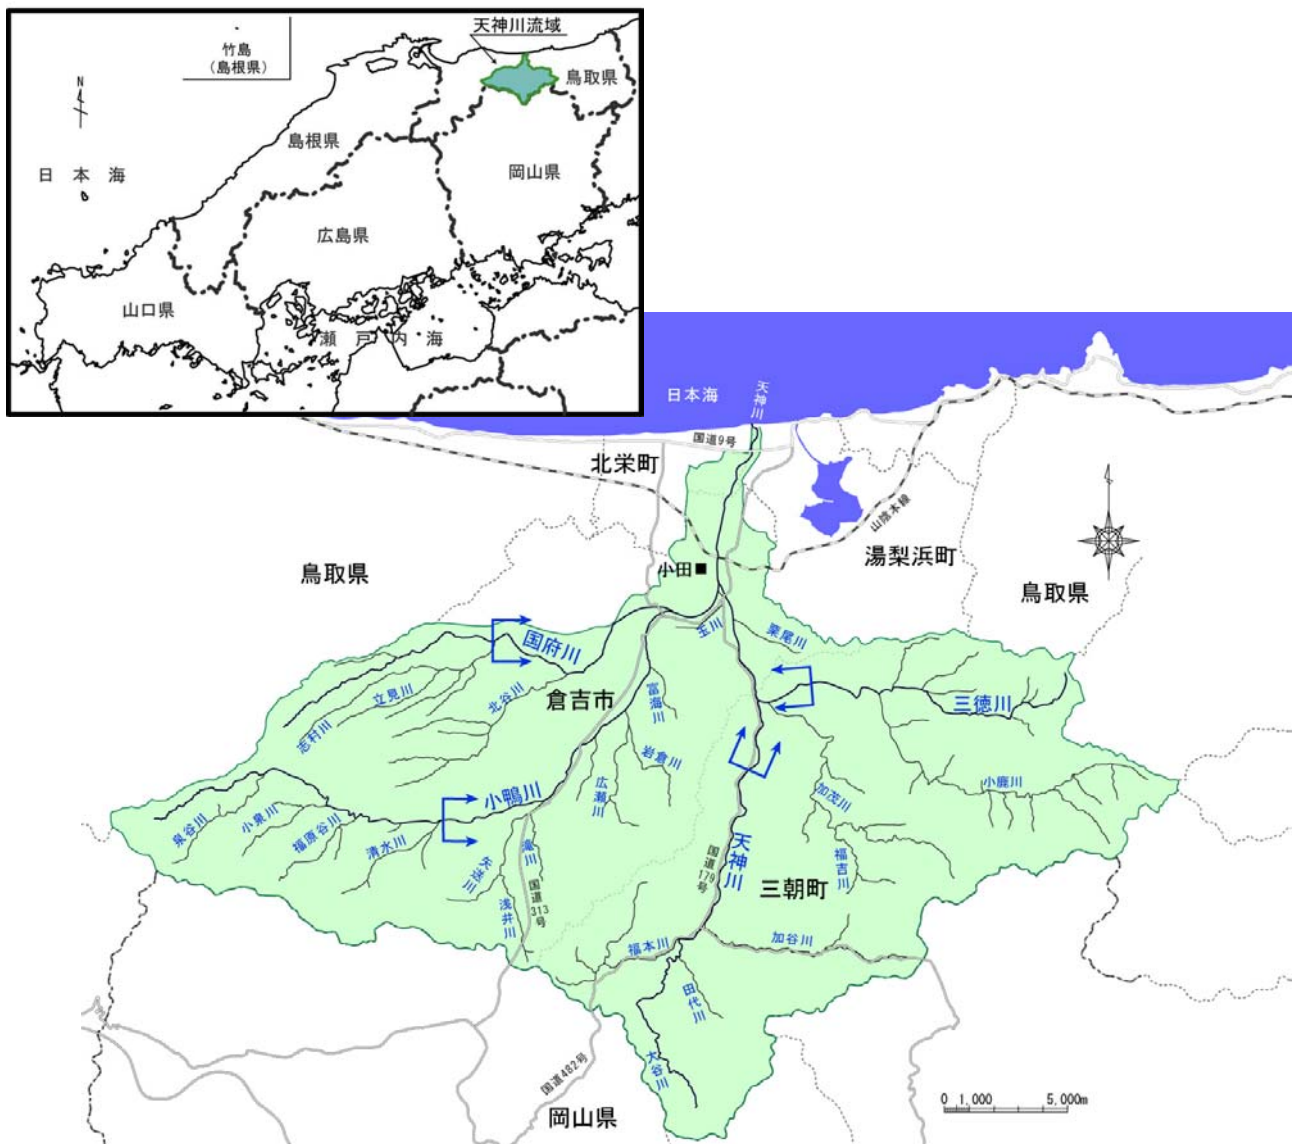 天神川流域
竹島
（島根県）
鳥取県
N
島根県
日本海
岡山県
広島県
山口県
瀬戸内海
日本海
天神川
国道9号
北栄町
山陰本線
湯梨浜町
小田
鳥取県
鳥取県
玉川
栗尾川
国府川
倉吉市
立見川
北谷川
富海川
三徳川
志村川
岩倉川
広瀬川
小鴨川
加茂川
小鹿川
泉谷川
小泉川
福原谷川
清水川
矢送川
滝川
国道313号
浅井川
天神川
国道179号
三朝町
福吉川
福本川
加谷川
田代川
大谷川
国道482号
岡山県
0 1,000 5,000m